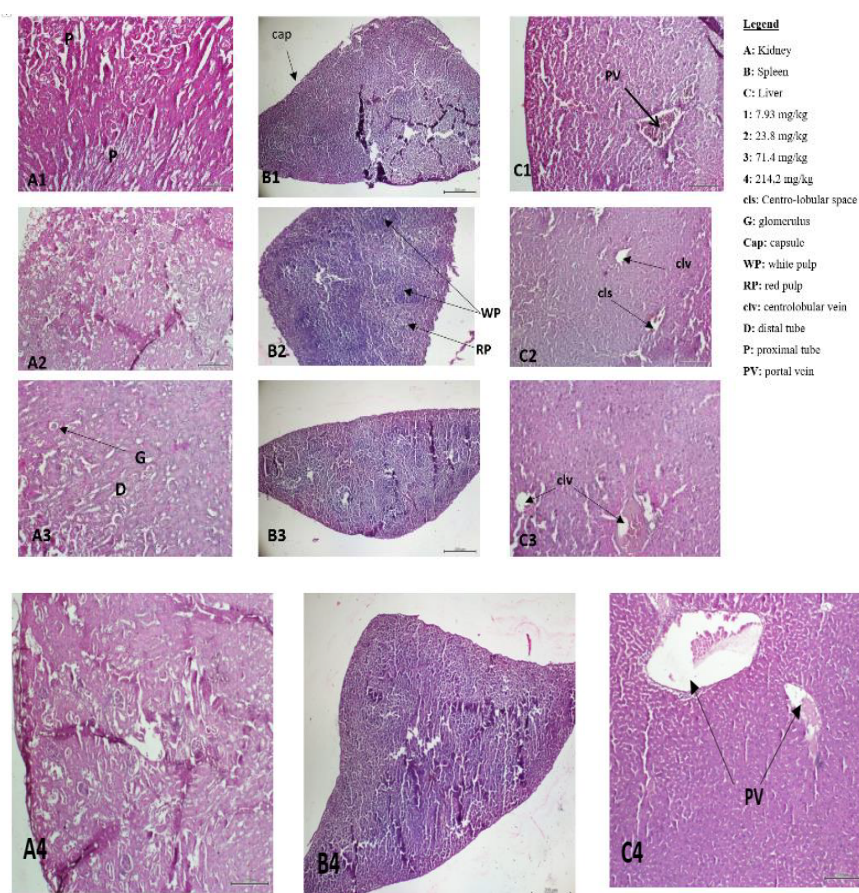 P
P
A1
cap
B1
PV
C1
Legend
A: Kidney
B: Spleen
C: Liver
1: 7.93 mg/kg
2: 23.8 mg/kg
3: 71.4 mg/kg
4: 214.2 mg/kg
cls: Centro-lobular space
G: glomerulus
Cap: capsule
WP: white pulp
RP: red pulp
clv: centrolobular vein
D: distal tube
P: proximal tube
PV: portal vein
A2
WP
RP
B2
clv
cls
C2
G
D
A3
B3
clv
C3
A4
B4
PV
C4